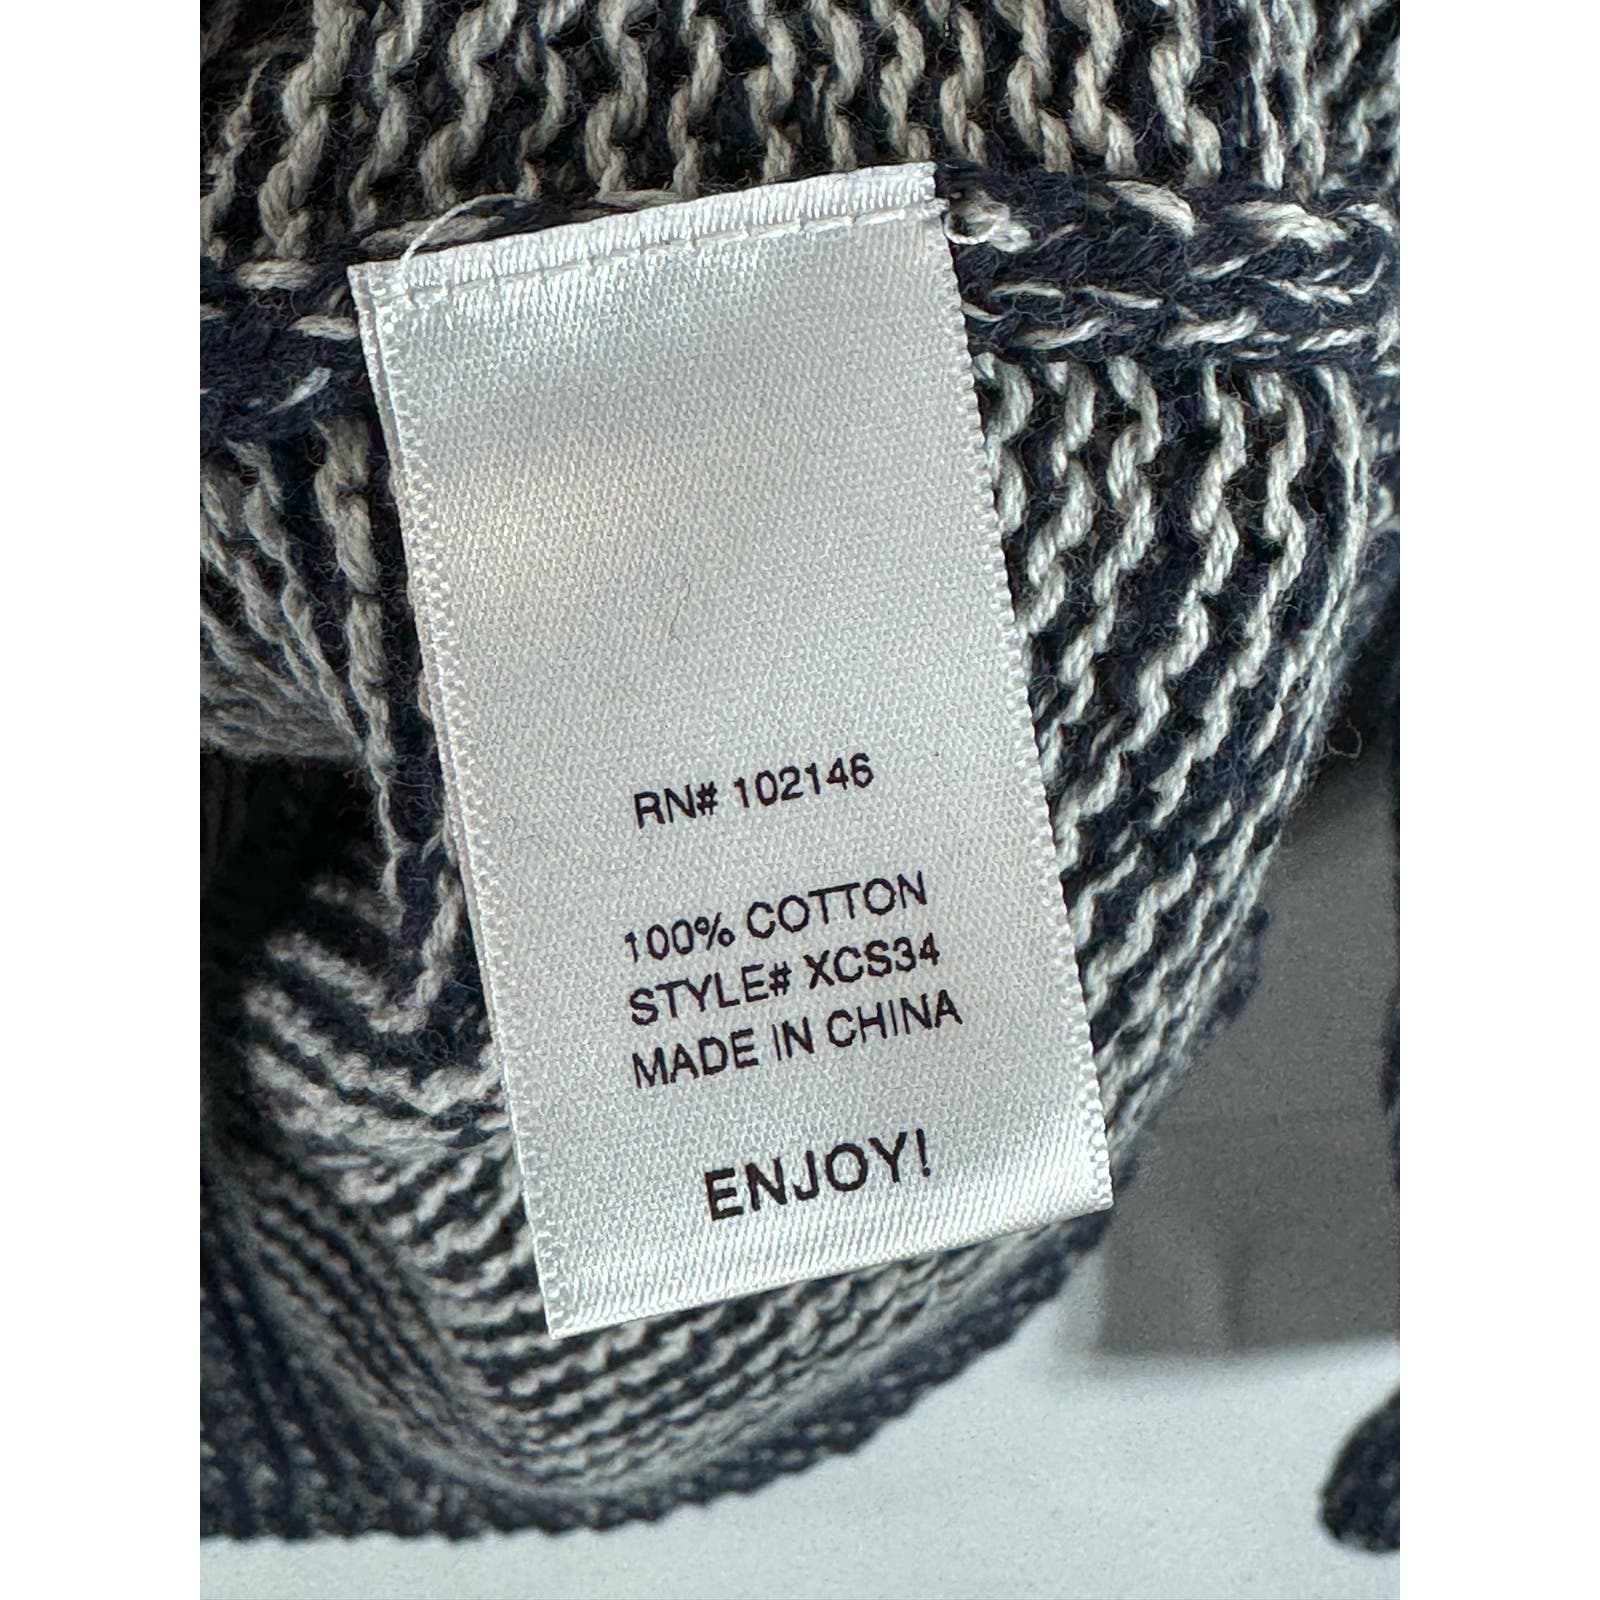 RN# 102146
100% COTTON
STYLE# XCS34
MADE IN CHINA
ENJOY!